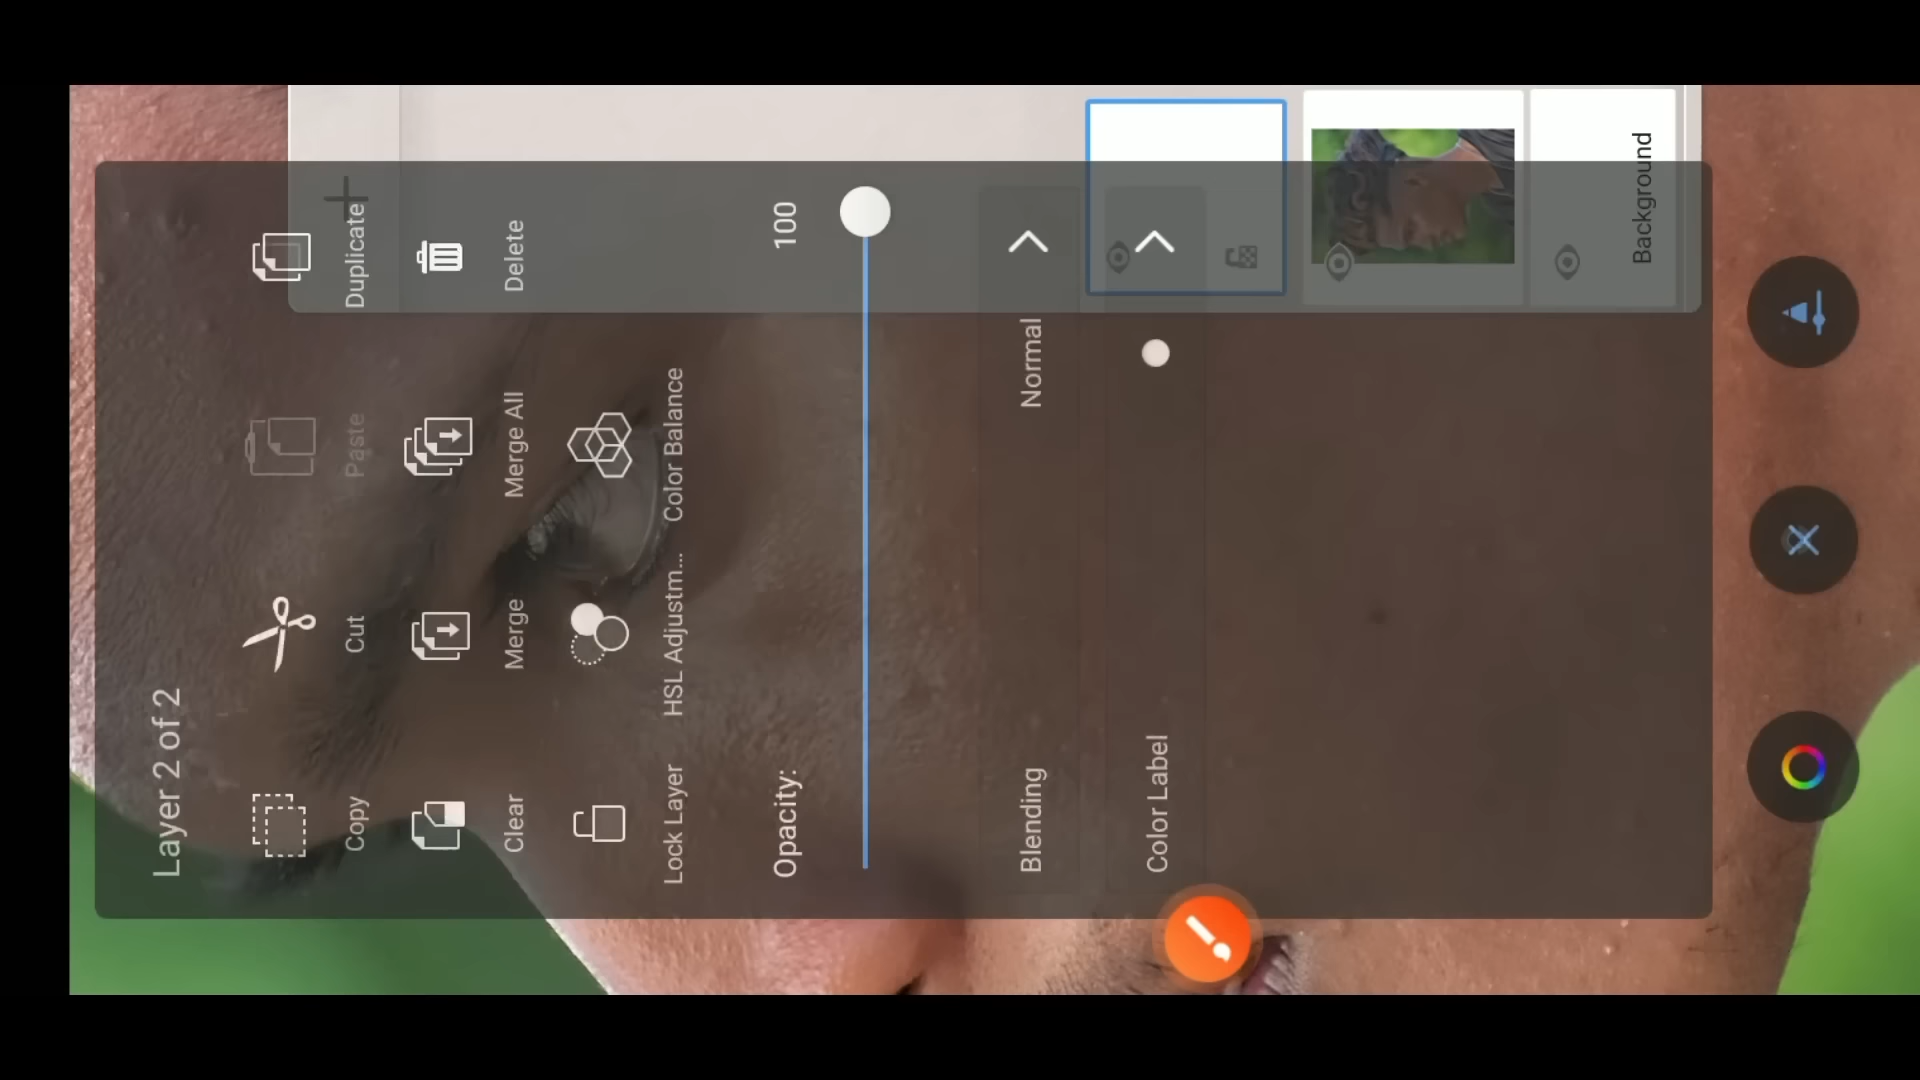 Layer 2 of 2
Copy
Cut
Paste
Duplicate
Clear
Merge
Merge All
Delete
Lock Layer
HSL Adjustm...
Color Balance
Opacity:
100
Blending
Normal
Color Label
Background